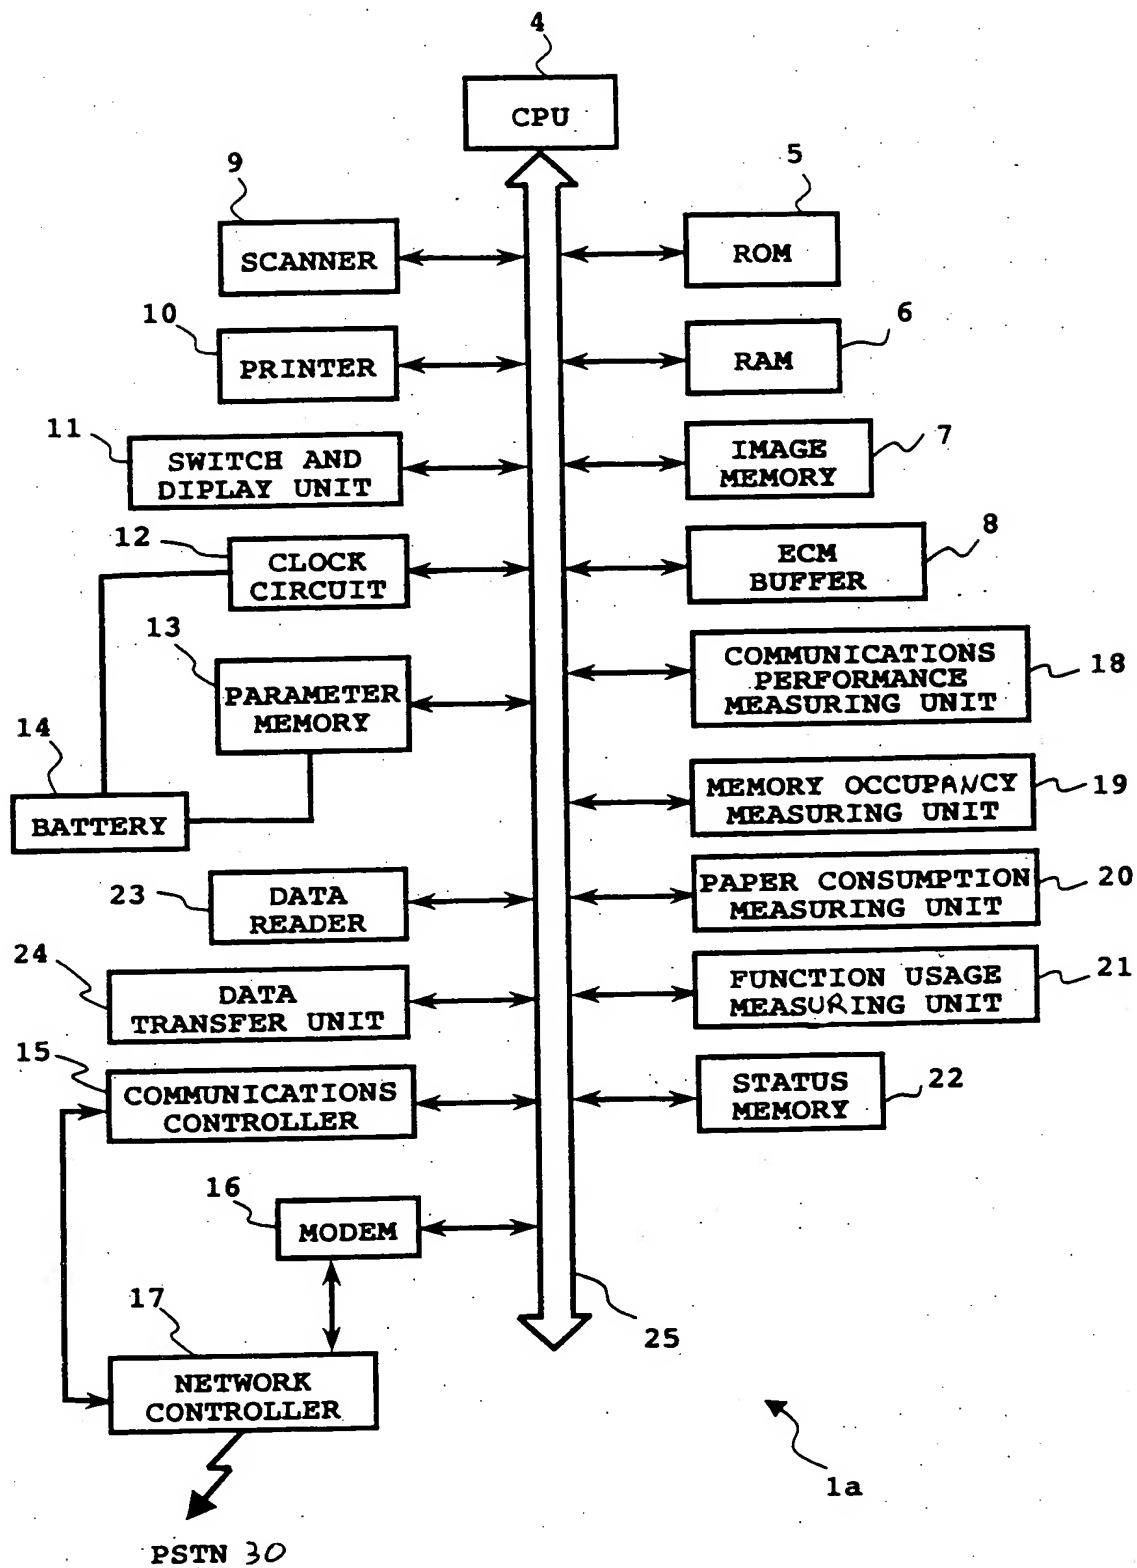 4
CPU
9
SCANNER
5
ROM
10
PRINTER
6
RAM
11
SWITCH AND
DIPLAY UNIT
7
IMAGE
MEMORY
12
CLOCK
CIRCUIT
8
ECM
BUFFER
13
PARAMETER
MEMORY
COMMUNICATIONS
PERFORMANCE
MEASURING UNIT
18
14
BATTERY
MEMORY OCCUPANCY
MEASURING UNIT
19
23
DATA
READER
PAPER CONSUMPTION
MEASURING UNIT
20
24
DATA
TRANSFER UNIT
FUNCTION USAGE
MEASURING UNIT
21
15
COMMUNICATIONS
CONTROLLER
STATUS
MEMORY
22
16
MODEM
17
NETWORK
CONTROLLER
25
1a
PSTN 30